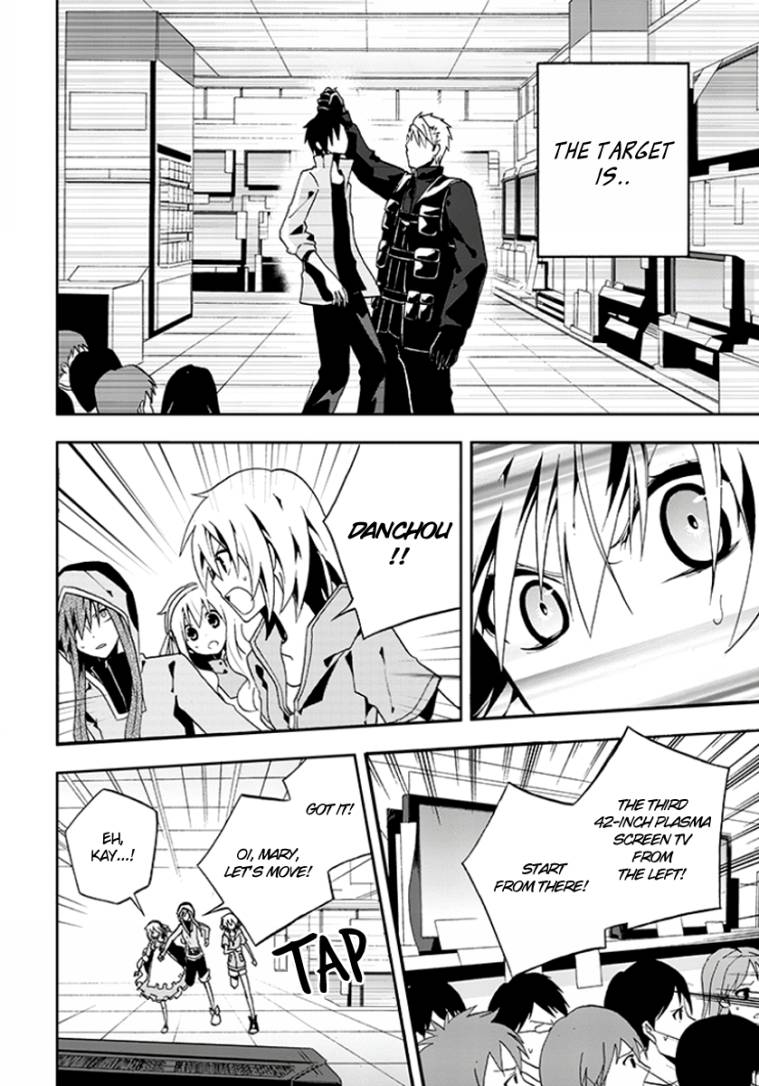 THE TARGET
IS..
DANCHOU
!!
THE THIRD
42-INCH PLASMA
SCREEN TV
FROM
THE LEFT!
START
FROM THERE!
GOT IT!
OI, MARY,
LET'S MOVE!
EH,
KAY...!
TAP